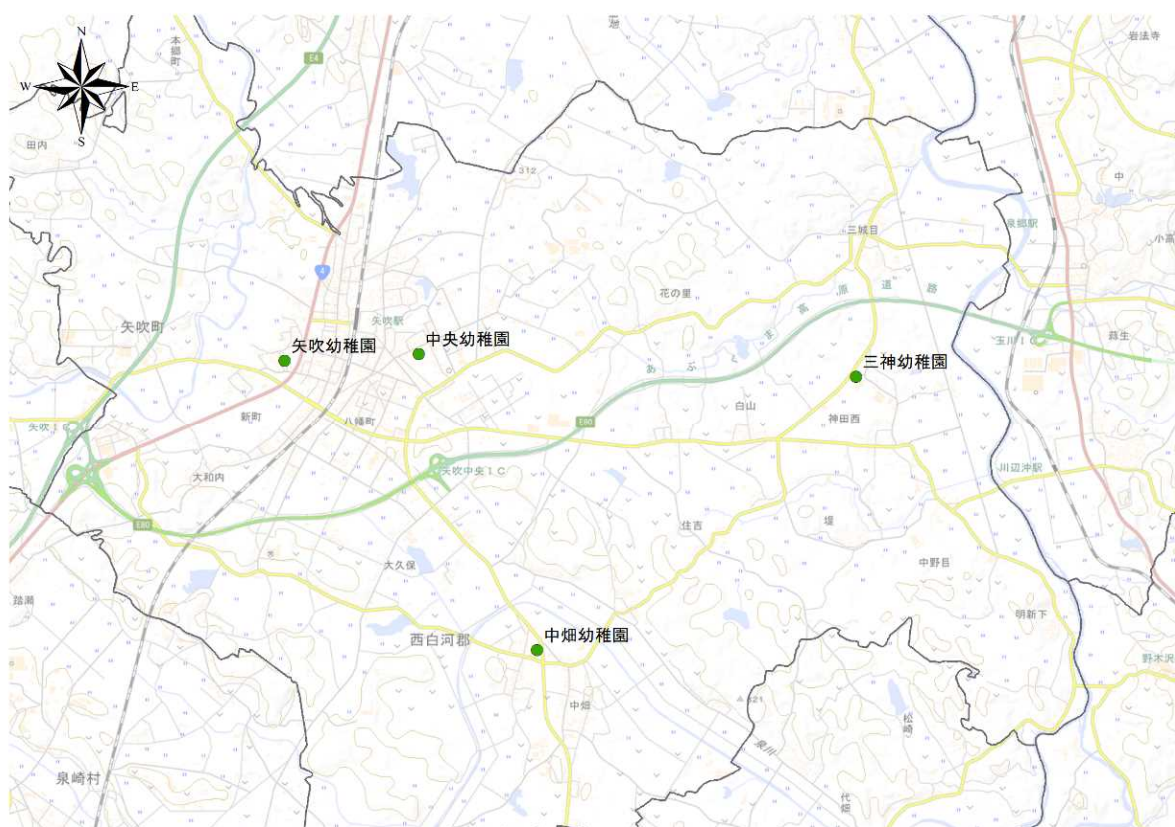 N
W
E
S
本郷町
E4
岩法寺
田内
312
中
泉郷駅
小高
三城目
4
花の里
あぶくま高原道路
矢吹町
矢吹駅
中央幼稚園
矢吹幼稚園
玉川IC
蒜生
三神幼稚園
白山
新町
八幡町
神田西
矢吹IC
E80
矢吹中央IC
川辺沖駅
大和内
住吉
堤
E80
大久保
中野目
踏瀬
明新下
西白河郡
中畑幼稚園
野木沢
中畑
321
松崎
泉川
泉崎村
代畑